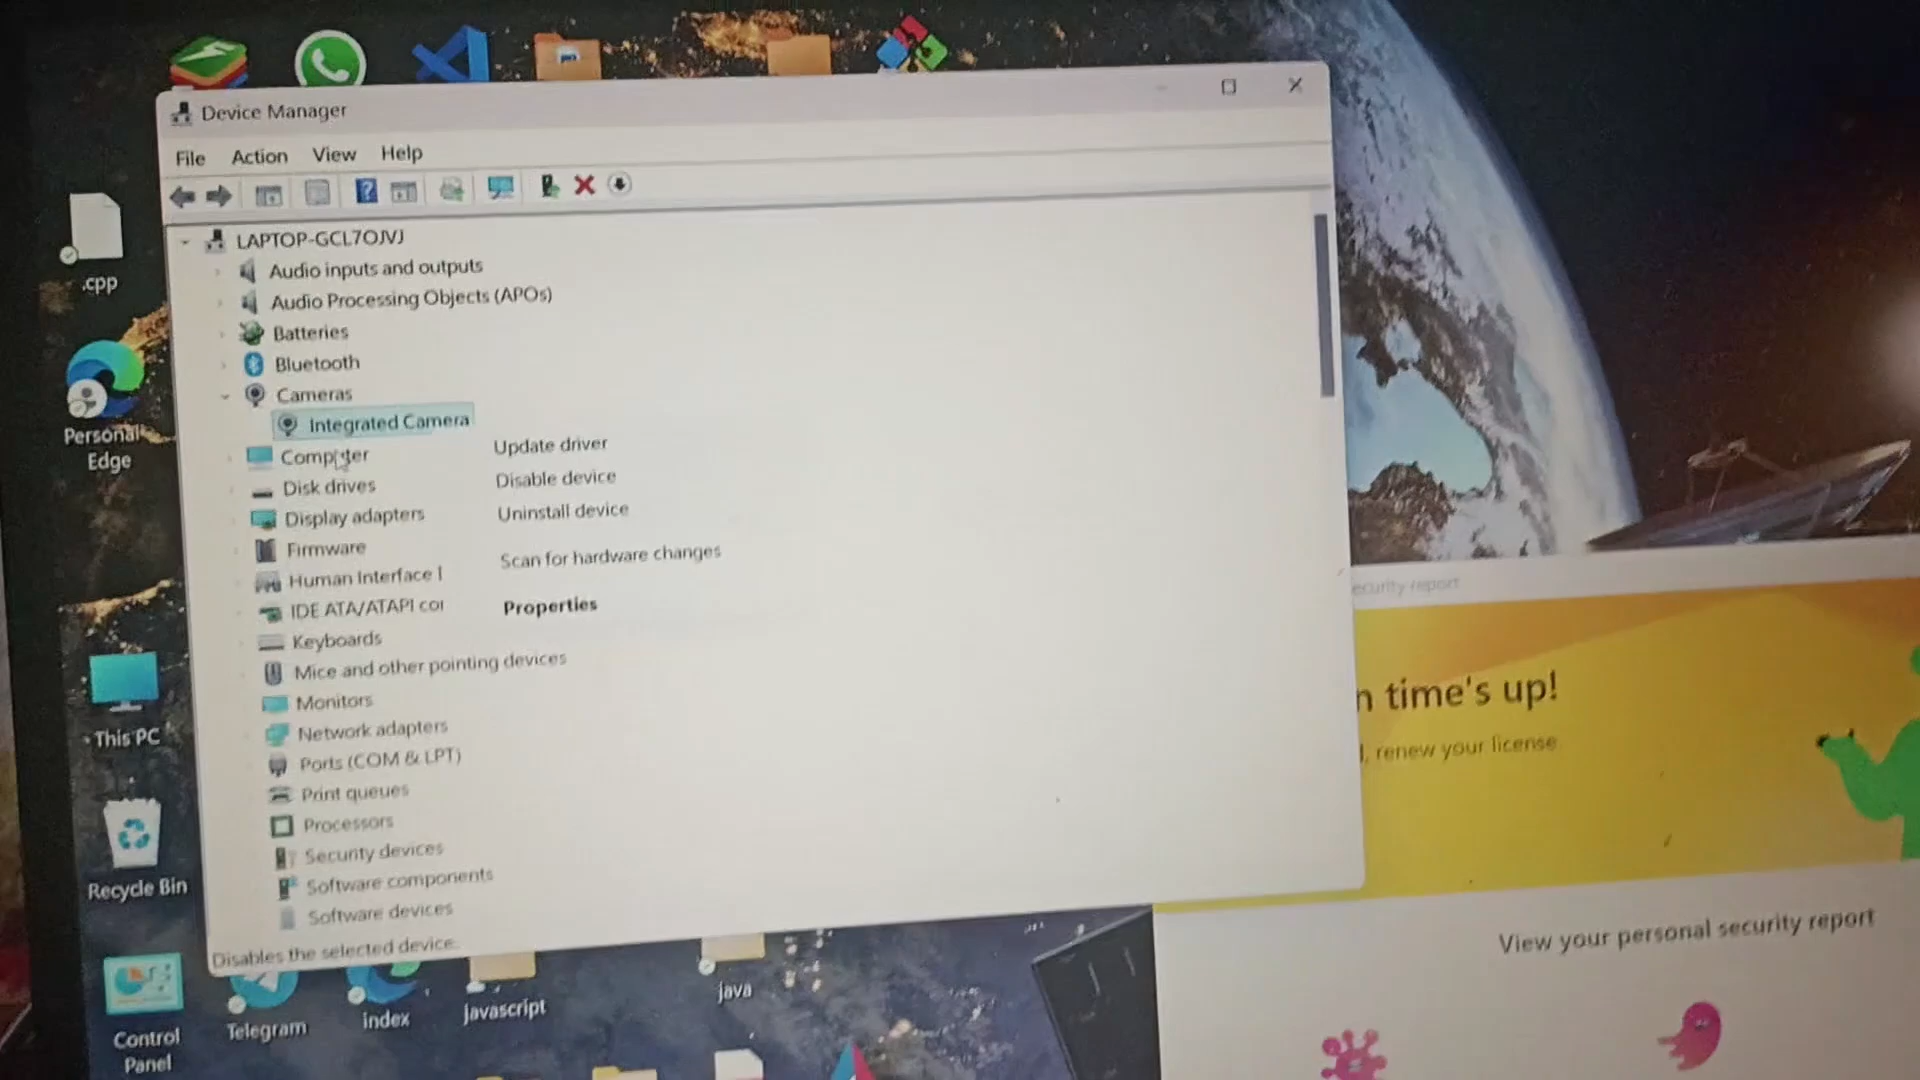 Device Manager
File Action View Help
LAPTOP-GCL7OJVJ
Audio inputs and outputs
Audio Processing Objects (APOs)
Batteries
Bluetooth
Cameras
Integrated Camera
Computer
Disk drives
Display adapters
Firmware
Human Interface I
IDE ATA/ATAPI coi
Keyboards
Mice and other pointing devices
Monitors
Network adapters
Ports (COM & LPT)
Print queues
Processors
Security devices
Software components
Software devices
Update driver
Disable device
Uninstall device
Scan for hardware changes
Properties
Disables the selected device.
.cpp
Personal
Edge
This PC
Recycle Bin
Control
Panel
Telegram
index
javascript
java
ecurity report
n time's up!
, renew your license
View your personal security report